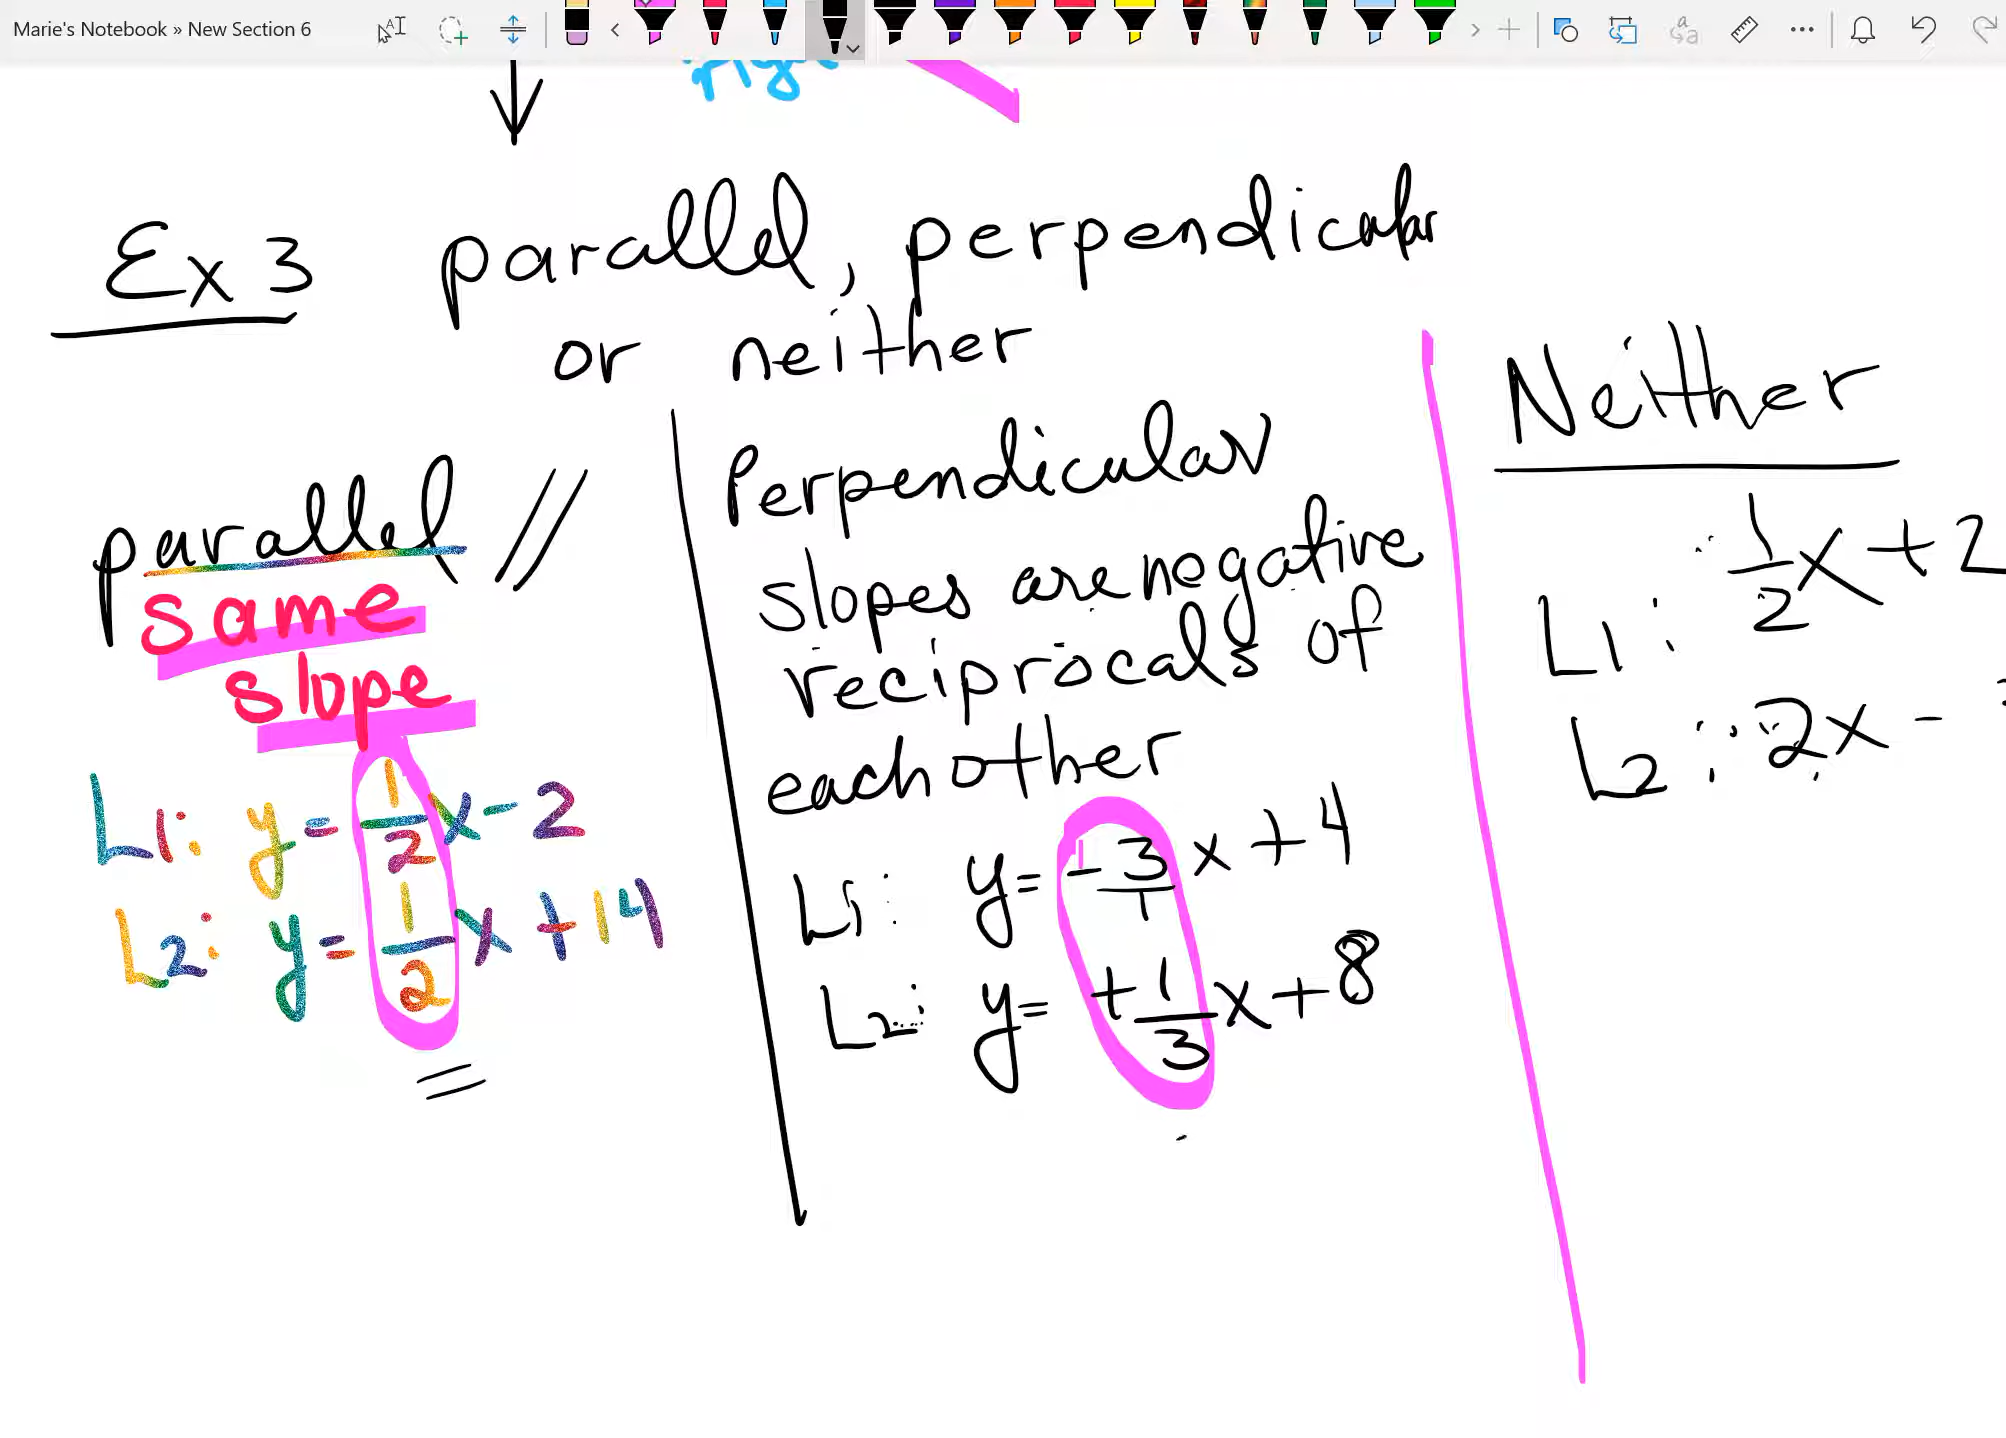 Marie's Notebook » New Section 6
right
Ex 3 parallel, perpendicular
or neither
parallel //
same
slope
L1: y = 1/2 x - 2
L2: y = 1/2 x + 14
Perpendicular
slopes are negative
reciprocals of
each other
L1: y = -3/1 x + 4
L2: y = +1/3 x + 8
Neither
L1: 1/2 x + 2
L2: 2x -